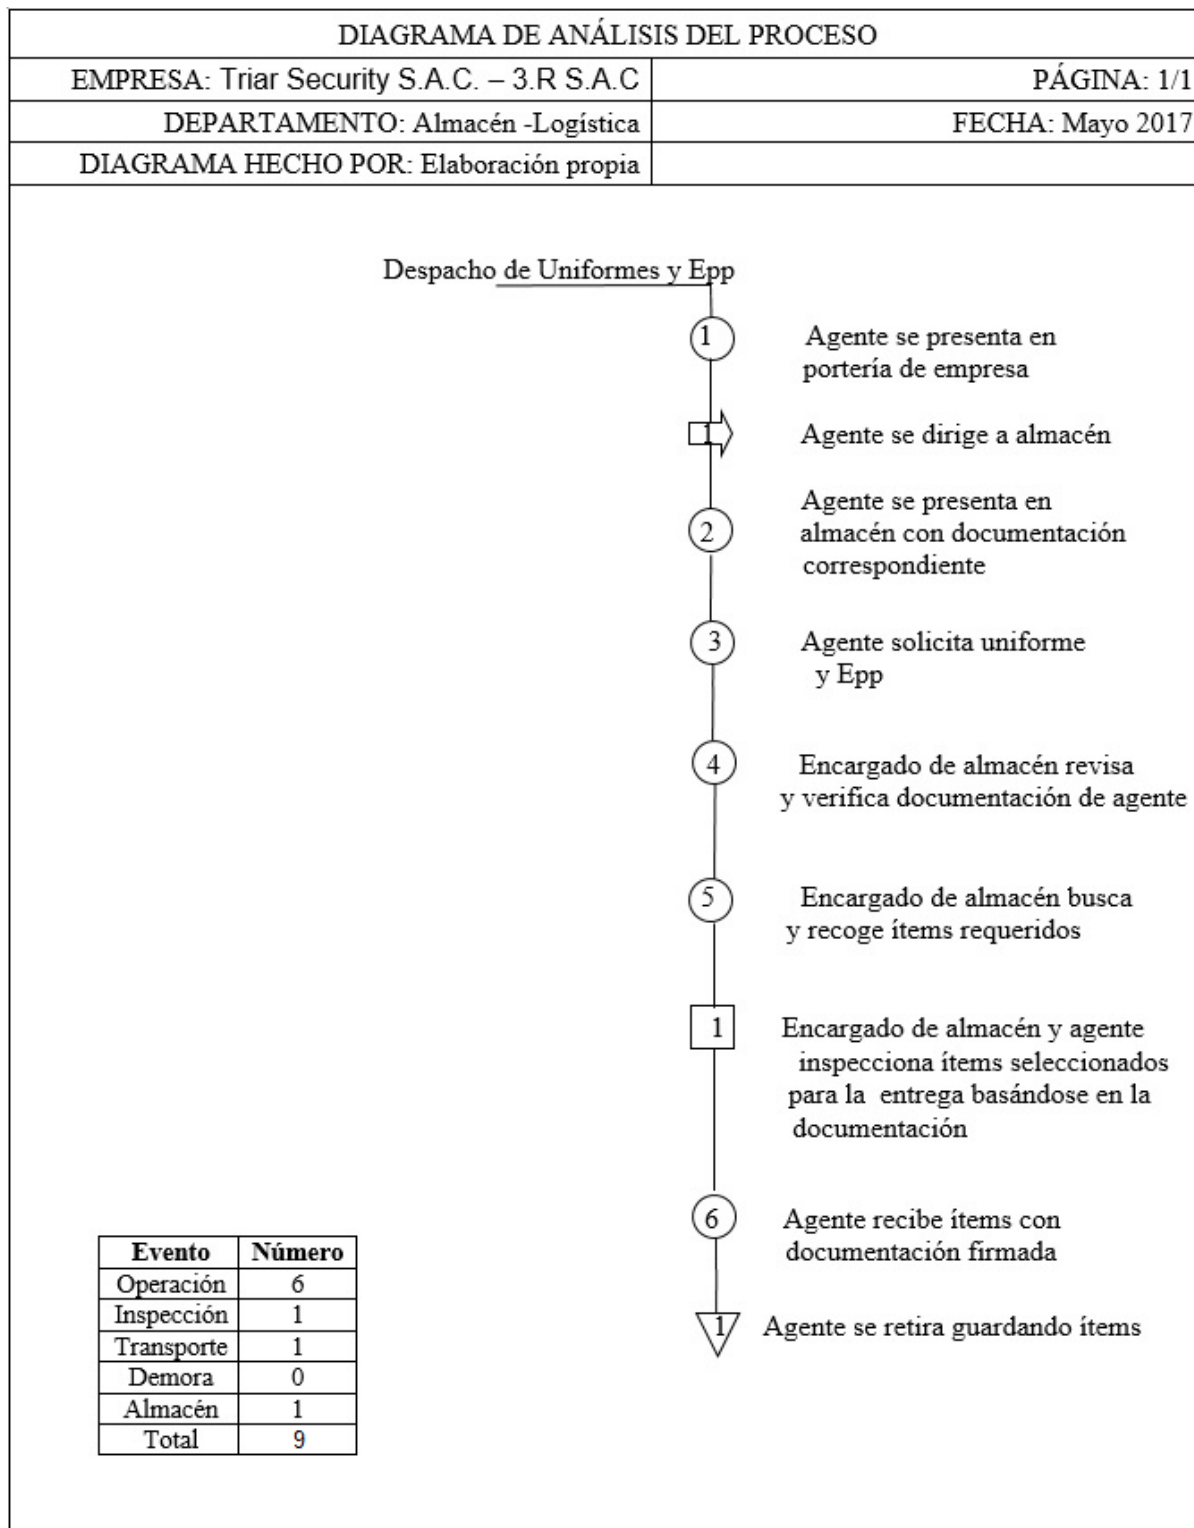 DIAGRAMA DE ANÁLISIS DEL PROCESO
EMPRESA: Triar Security S.A.C. – 3.R S.A.C
PÁGINA: 1/1
DEPARTAMENTO: Almacén -Logística
FECHA: Mayo 2017
DIAGRAMA HECHO POR: Elaboración propia
Despacho de Uniformes y Epp
1
Agente se presenta en
portería de empresa
1
Agente se dirige a almacén
2
Agente se presenta en
almacén con documentación
correspondiente
3
Agente solicita uniforme
y Epp
4
Encargado de almacén revisa
y verifica documentación de agente
5
Encargado de almacén busca
y recoge ítems requeridos
1
Encargado de almacén y agente
inspecciona ítems seleccionados
para la entrega basándose en la
documentación
6
Agente recibe ítems con
documentación firmada
1
Agente se retira guardando ítems
Evento Número
Operación 6
Inspección 1
Transporte 1
Demora 0
Almacén 1
Total 9